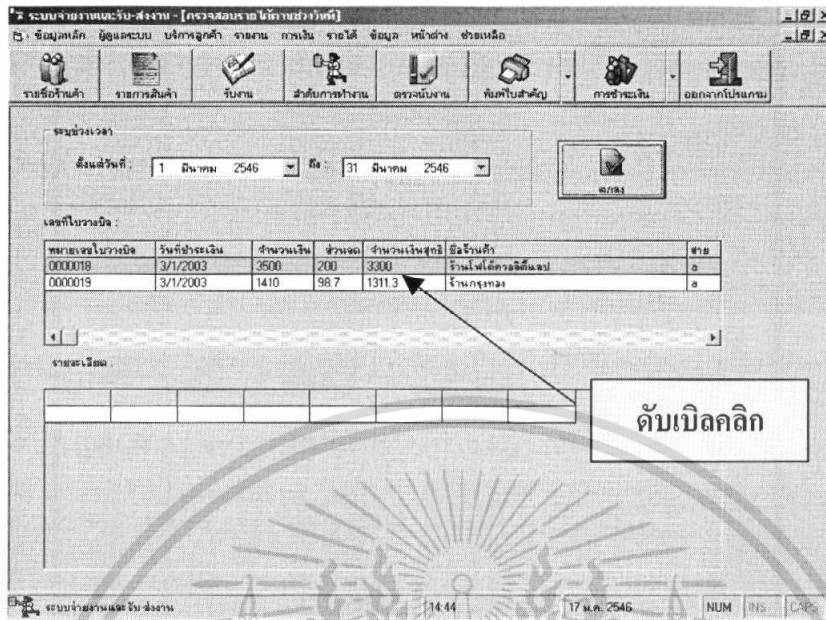 ระบบจ่ายงานและรับ-ส่งงาน - [ตรวจสอบรายได้ตามช่วงวันที่]
ข้อมูลหลัก ผู้ดูแลระบบ บริการลูกค้า รายงาน การเงิน รายได้ ข้อมูล หน้าต่าง ช่วยเหลือ
รายชื่อร้านค้า รายการสินค้า รับงาน ลำดับการทำงาน ตรวจนับงาน พิมพ์ใบสำคัญ การชำระเงิน ออกจากโปรแกรม
ระบุช่วงเวลา
ตั้งแต่วันที่ : 1 มีนาคม 2546 ถึง : 31 มีนาคม 2546
ตกลง
เลขที่ใบวางบิล :
หมายเลขใบวางบิล วันที่ชำระเงิน จำนวนเงิน ส่วนลด จำนวนเงินสุทธิ ชื่อร้านค้า สาย
0000018 3/1/2003 3500 200 3300 ร้านโฟโต้ควอลิตี้แลป
0000019 3/1/2003 1410 98.7 1311.3 ร้านกรุงทอง
รายละเอียด :
ดับเบิลคลิก
ระบบจ่ายงานและ รับ ส่งงาน 14:44 17 ม.ค. 2546 NUM INS CAPS